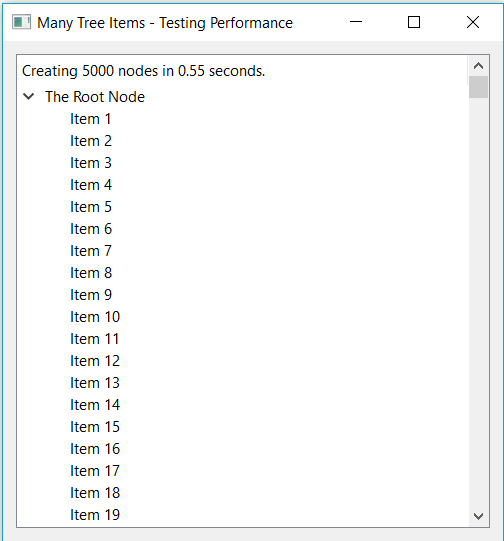 Many Tree Items - Testing Performance
Creating 5000 nodes in 0.55 seconds.
The Root Node
Item 1
Item 2
Item 3
Item 4
Item 5
Item 6
Item 7
Item 8
Item 9
Item 10
Item 11
Item 12
Item 13
Item 14
Item 15
Item 16
Item 17
Item 18
Item 19